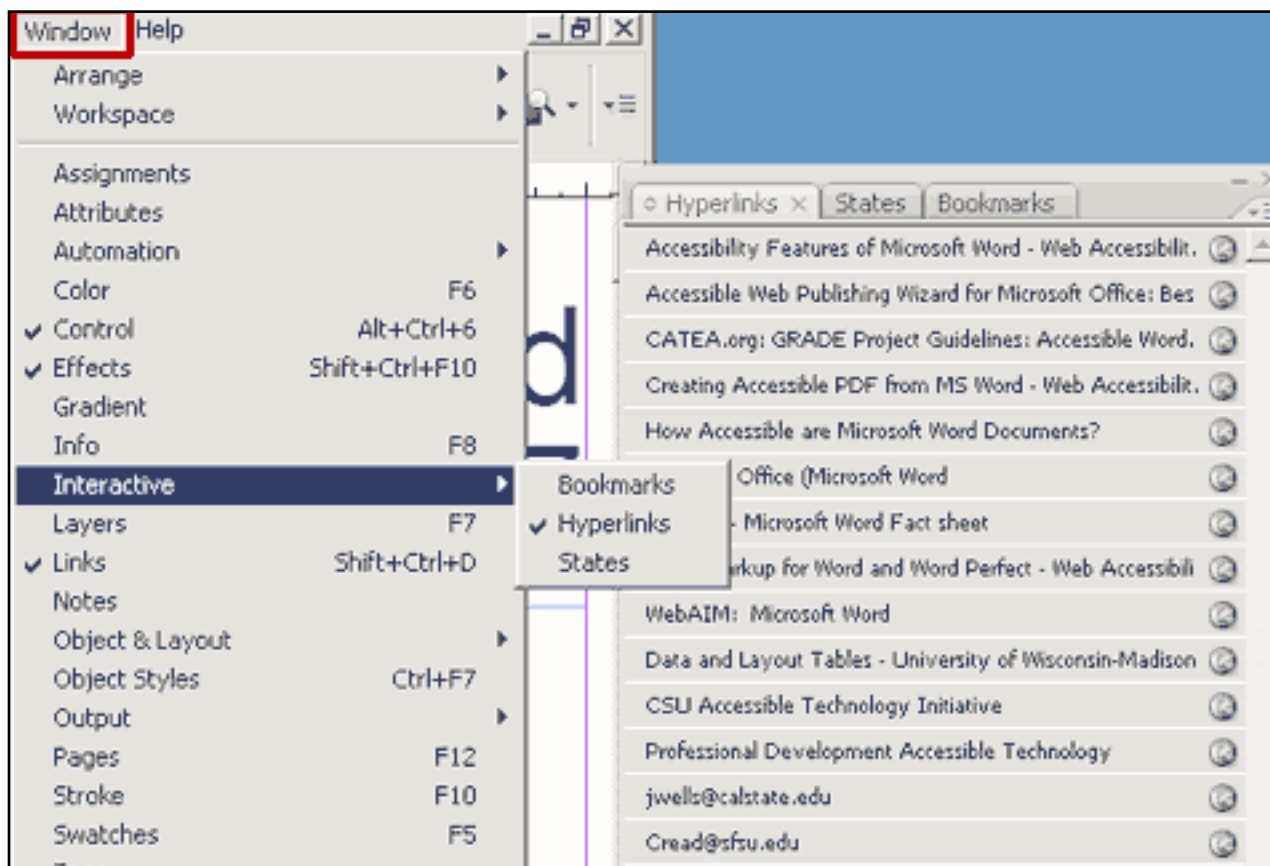 Window Help
Arrange
Workspace
Assignments
Attributes
Automation
Color F6
Control Alt+Ctrl+6
Effects Shift+Ctrl+F10
Gradient
Info F8
Interactive
Layers F7
Links Shift+Ctrl+D
Notes
Object & Layout
Object Styles Ctrl+F7
Output
Pages F12
Stroke F10
Swatches F5
Bookmarks
Hyperlinks
States
d
Hyperlinks States Bookmarks
Accessibility Features of Microsoft Word - Web Accessibilit.
Accessible Web Publishing Wizard for Microsoft Office: Bes
CATEA.org: GRADE Project Guidelines: Accessible Word.
Creating Accessible PDF from MS Word - Web Accessibilit.
How Accessible are Microsoft Word Documents?
Office (Microsoft Word
- Microsoft Word Fact sheet
rkup for Word and Word Perfect - Web Accessibili
WebAIM: Microsoft Word
Data and Layout Tables - University of Wisconsin-Madison
CSU Accessible Technology Initiative
Professional Development Accessible Technology
jwells@calstate.edu
Cread@sfsu.edu